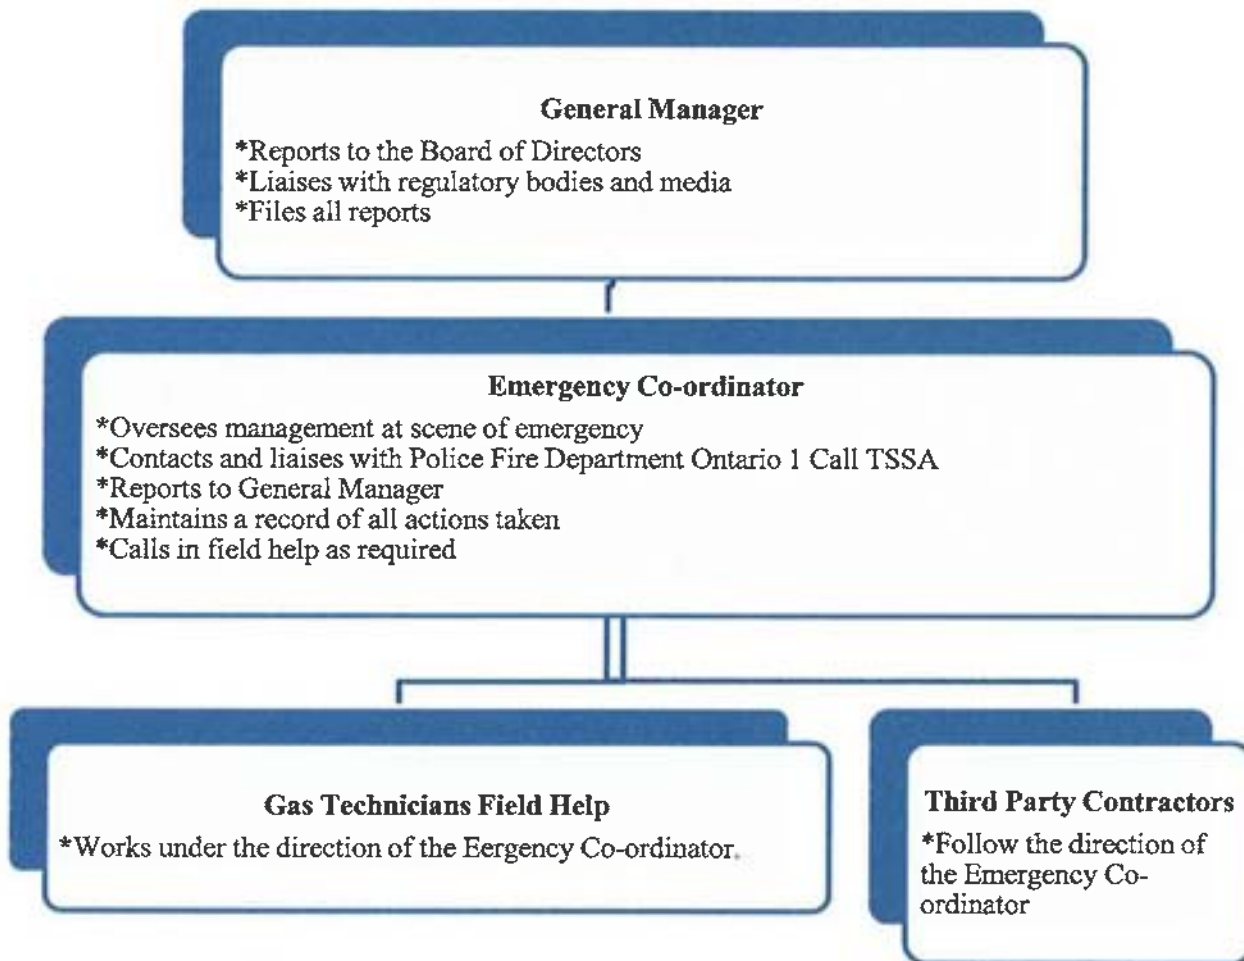 General Manager
*Reports to the Board of Directors
*Liaises with regulatory bodies and media
*Files all reports
Emergency Co-ordinator
*Oversees management at scene of emergency
*Contacts and liaises with Police Fire Department Ontario 1 Call TSSA
*Reports to General Manager
*Maintains a record of all actions taken
*Calls in field help as required
Gas Technicians Field Help
*Works under the direction of the Eergency Co-ordinator.
Third Party Contractors
*Follow the direction of
the Emergency Co-
ordinator